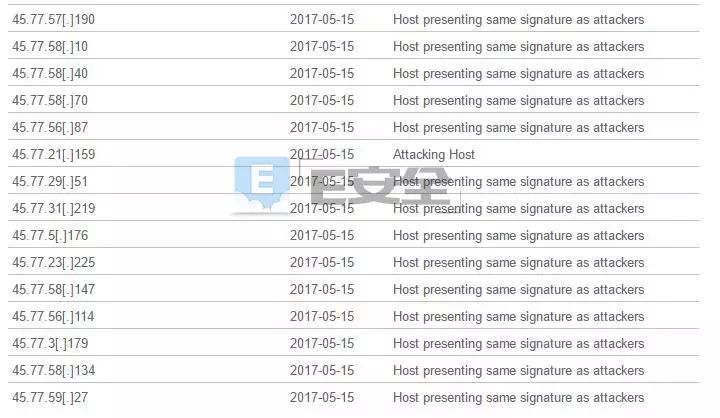 45.77.57[.]190 2017-05-15 Host presenting same signature as attackers
45.77.58[.]10 2017-05-15 Host presenting same signature as attackers
45.77.58[.]40 2017-05-15 Host presenting same signature as attackers
45.77.58[.]70 2017-05-15 Host presenting same signature as attackers
45.77.56[.]87 2017-05-15 Host presenting same signature as attackers
45.77.21[.]159 2017-05-15 Attacking Host
E E安全
45.77.29[.]51 2017-05-15 Host presenting same signature as attackers
45.77.31[.]219 2017-05-15 Host presenting same signature as attackers
45.77.5[.]176 2017-05-15 Host presenting same signature as attackers
45.77.23[.]225 2017-05-15 Host presenting same signature as attackers
45.77.58[.]147 2017-05-15 Host presenting same signature as attackers
45.77.56[.]114 2017-05-15 Host presenting same signature as attackers
45.77.3[.]179 2017-05-15 Host presenting same signature as attackers
45.77.58[.]134 2017-05-15 Host presenting same signature as attackers
45.77.59[.]27 2017-05-15 Host presenting same signature as attackers